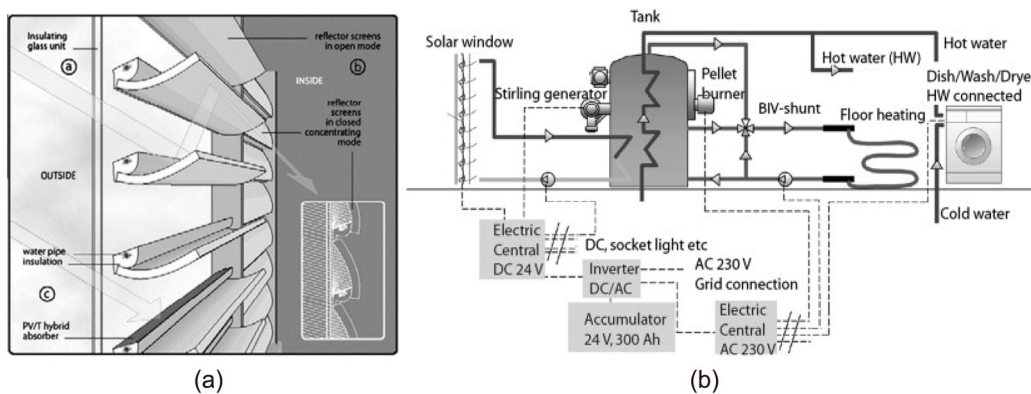 Insulating
glass unit
a
reflector screens
in open mode
b
INSIDE
reflector
screens
in closed
concentrating
mode
OUTSIDE
water pipe
insulation
c
PV/T hybrid
absorber
(a)
Tank
Solar window
Hot water
Hot water (HW)
Pellet
burner
Dish/Wash/Drye
HW connected
Stirling generator
BIV-shunt
Floor heating
Cold water
Electric
Central
DC 24 V
DC, socket light etc
Inverter
DC/AC
AC 230 V
Grid connection
Accumulator
24 V, 300 Ah
Electric
Central
AC 230 V
(b)